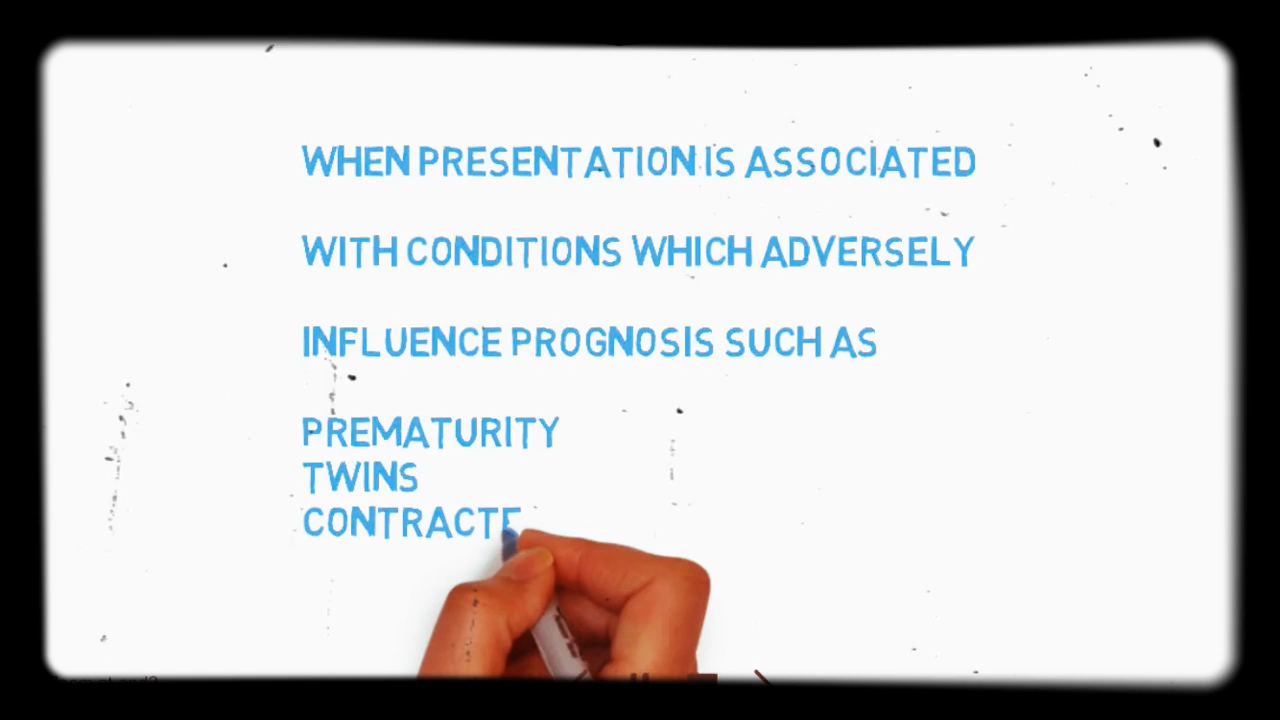 WHEN PRESENTATION IS ASSOCIATED
WITH CONDITIONS WHICH ADVERSELY
INFLUENCE PROGNOSIS SUCH AS
PREMATURITY
TWINS
CONTRACTE